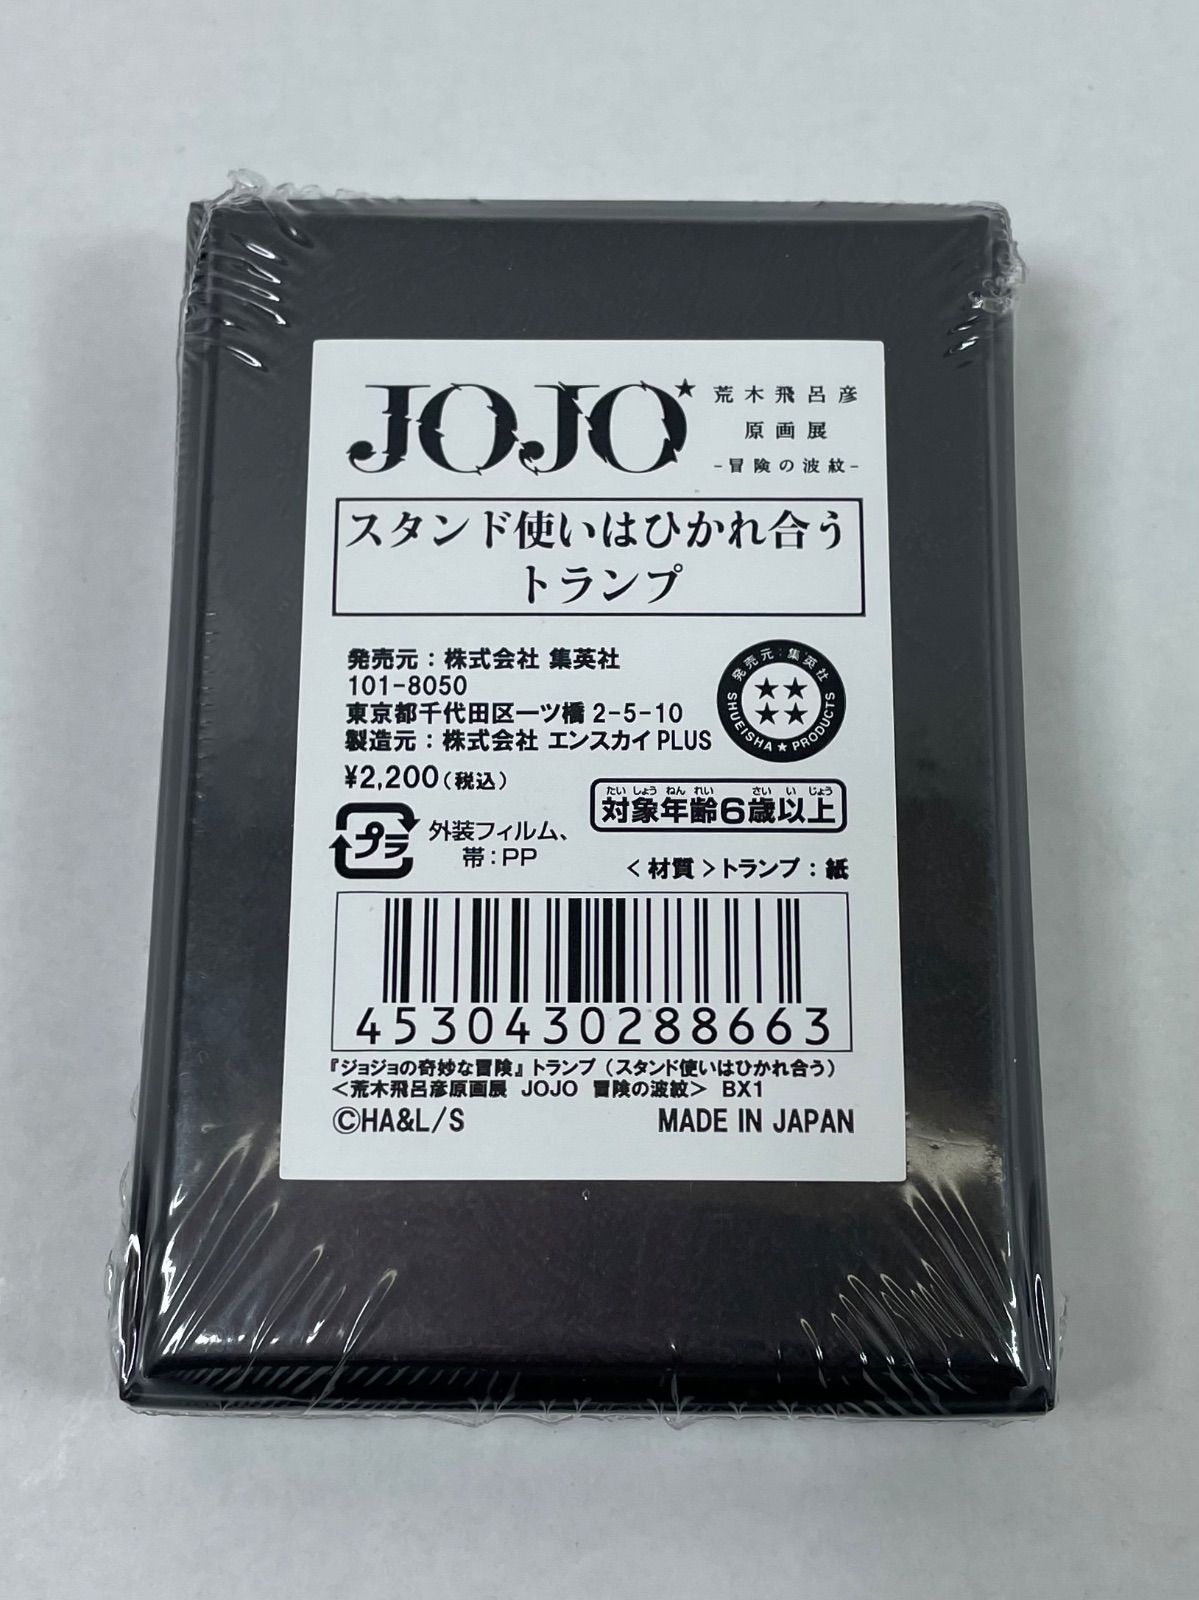 JOJO★
荒木飛呂彦
原画展
-冒険の波紋-
スタンド使いはひかれ合う
トランプ
発売元：株式会社 集英社
101-8050
東京都千代田区一ツ橋 2-5-10
製造元：株式会社 エンスカイPLUS
発売元：集英社
SHUEISHA★PRODUCTS
¥2,200(税込)
たいしょうねんれい さいいじょう
対象年齢6歳以上
プラ
外装フィルム、
帯：PP
＜材質＞トランプ：紙
4530430288663
『ジョジョの奇妙な冒険』トランプ（スタンド使いはひかれ合う）
＜荒木飛呂彦原画展 JOJO 冒険の波紋＞ BX1
©HA&L/S
MADE IN JAPAN